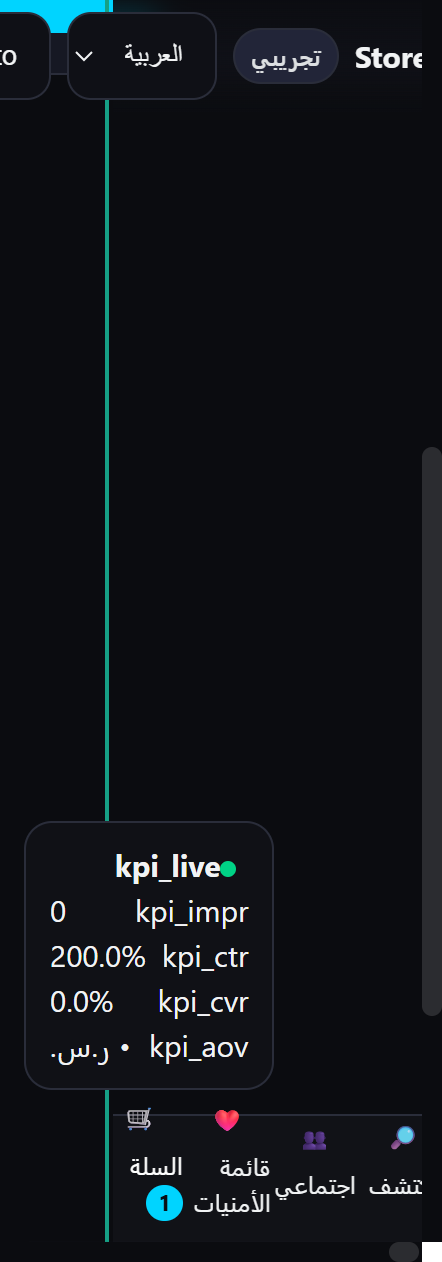 Store
تجريبي
العربية
to
kpi_live
kpi_impr 0
kpi_ctr 200.0%
kpi_cvr 0.0%
kpi_aov • ر.س.
اجتماعي
قائمة
الأمنيات
السلة
1